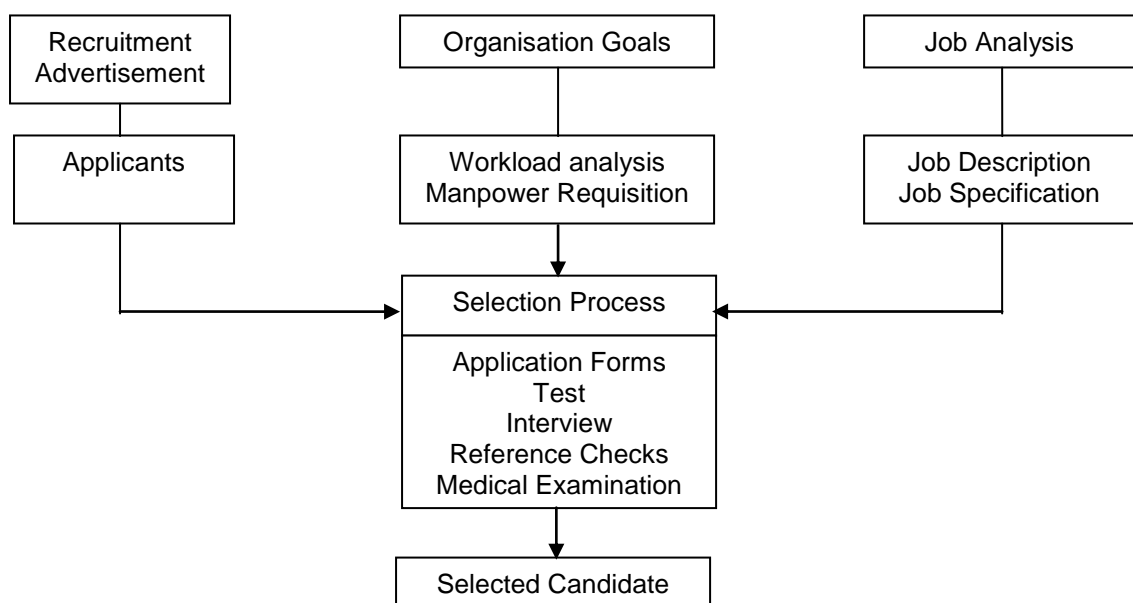 Recruitment
Advertisement
Organisation Goals
Job Analysis
Applicants
Workload analysis
Manpower Requisition
Job Description
Job Specification
Selection Process
Application Forms
Test
Interview
Reference Checks
Medical Examination
Selected Candidate